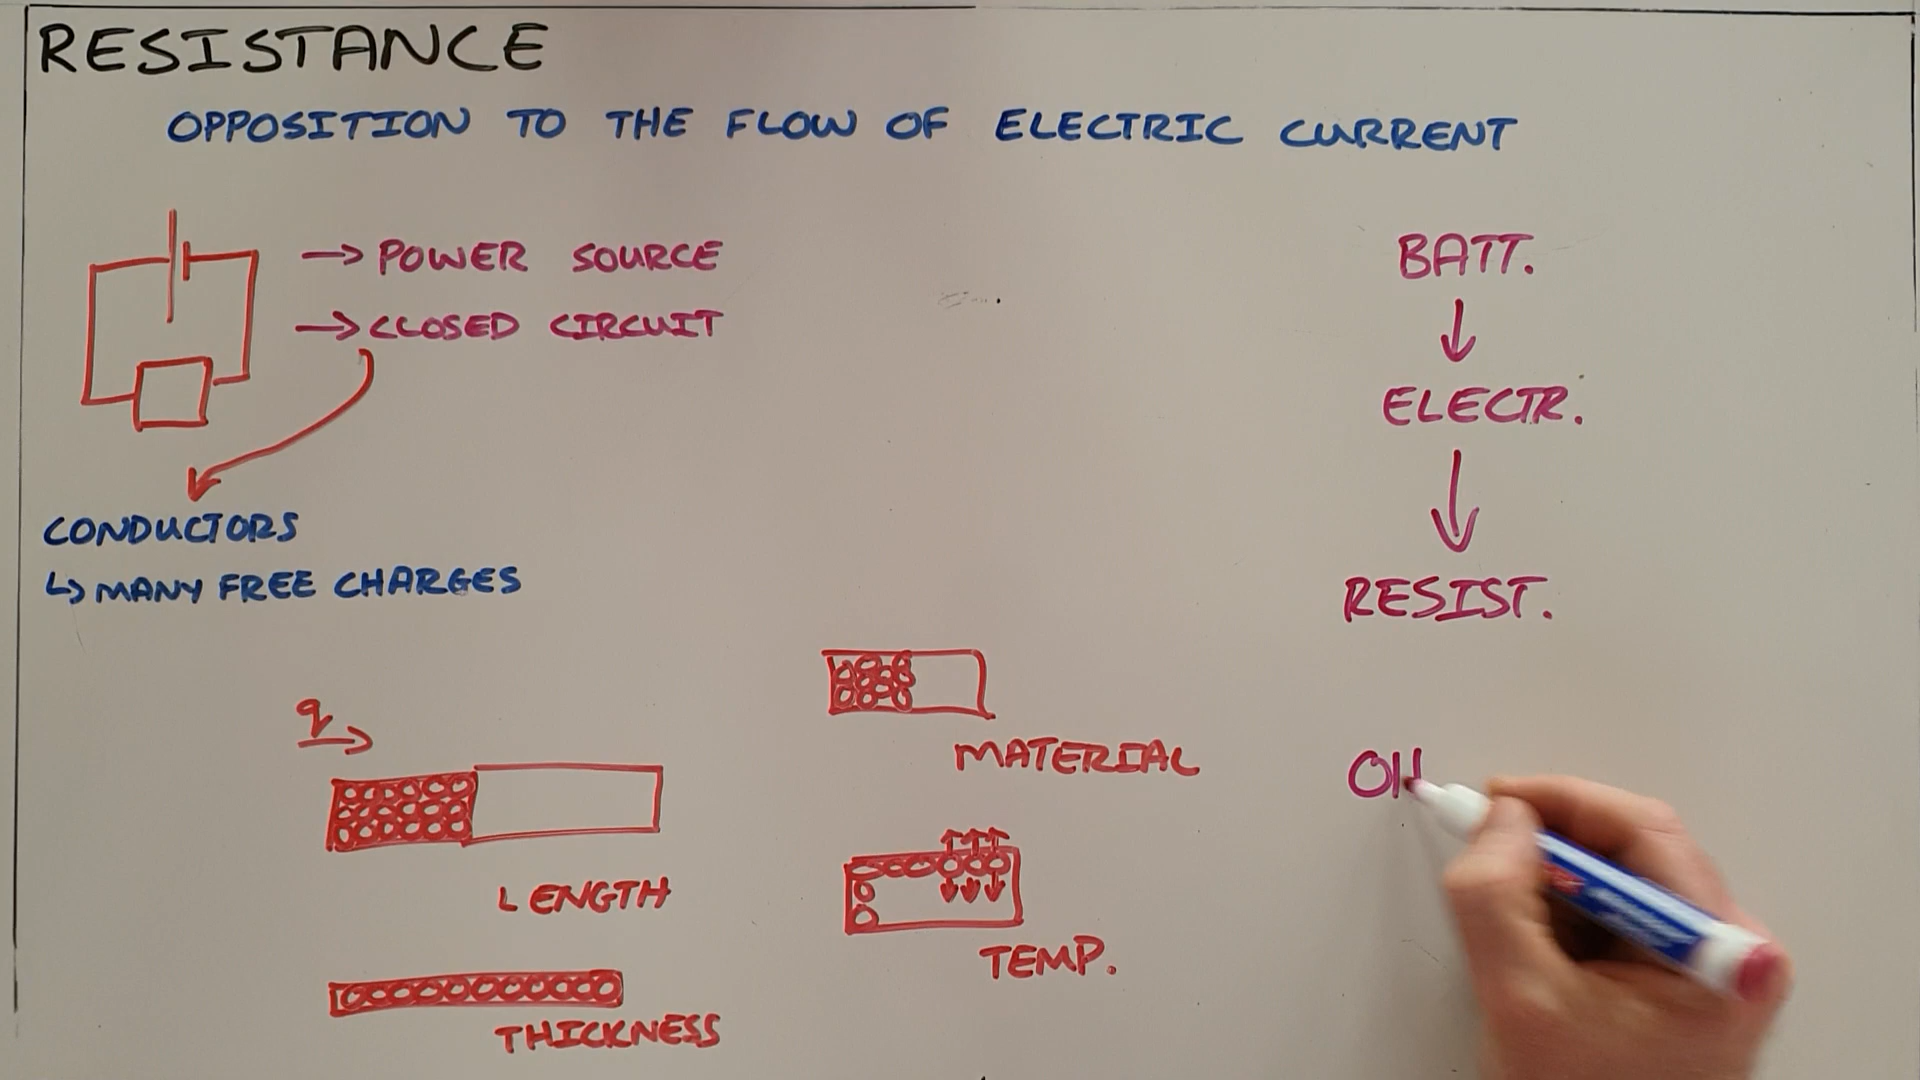 RESISTANCE
OPPOSITION TO THE FLOW OF ELECTRIC CURRENT
→ POWER SOURCE
→ CLOSED CIRCUIT
CONDUCTORS
↳ MANY FREE CHARGES
q
LENGTH
THICKNESS
MATERIAL
TEMP.
BATT.
↓
ELECTR.
↓
RESIST.
OH